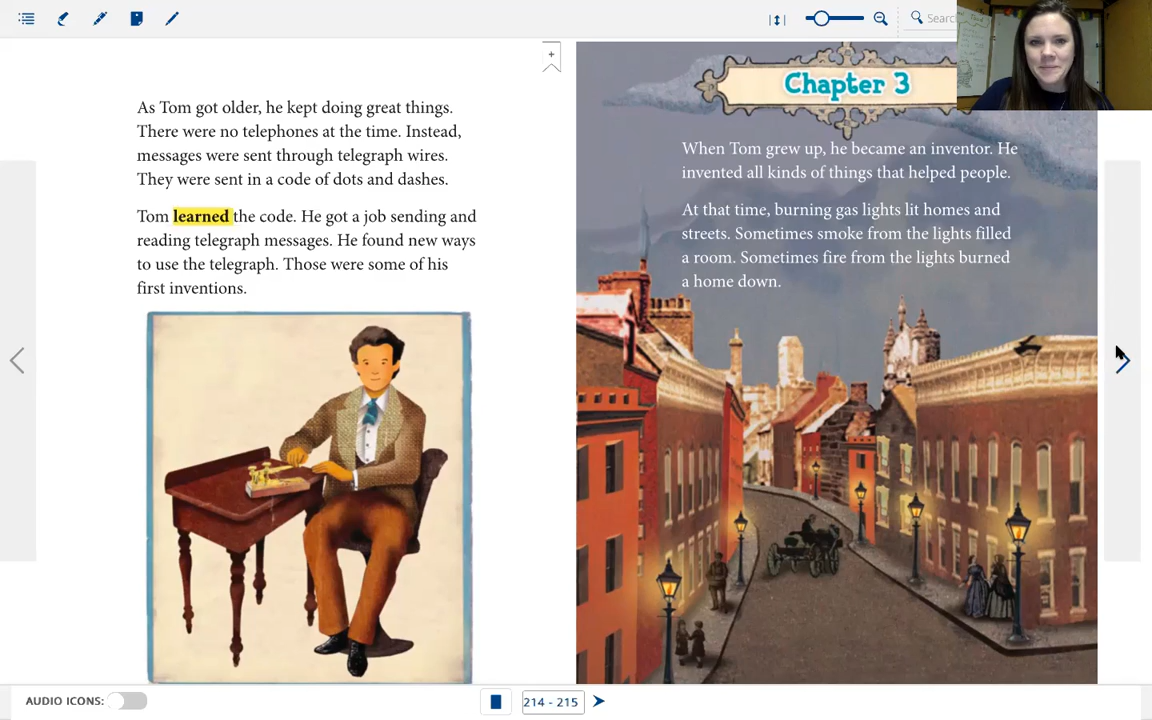 Search
As Tom got older, he kept doing great things.
There were no telephones at the time. Instead,
messages were sent through telegraph wires.
They were sent in a code of dots and dashes.
Tom learned the code. He got a job sending and
reading telegraph messages. He found new ways
to use the telegraph. Those were some of his
first inventions.
Chapter 3
When Tom grew up, he became an inventor. He
invented all kinds of things that helped people.
At that time, burning gas lights lit homes and
streets. Sometimes smoke from the lights filled
a room. Sometimes fire from the lights burned
a home down.
AUDIO ICONS:
214 - 215